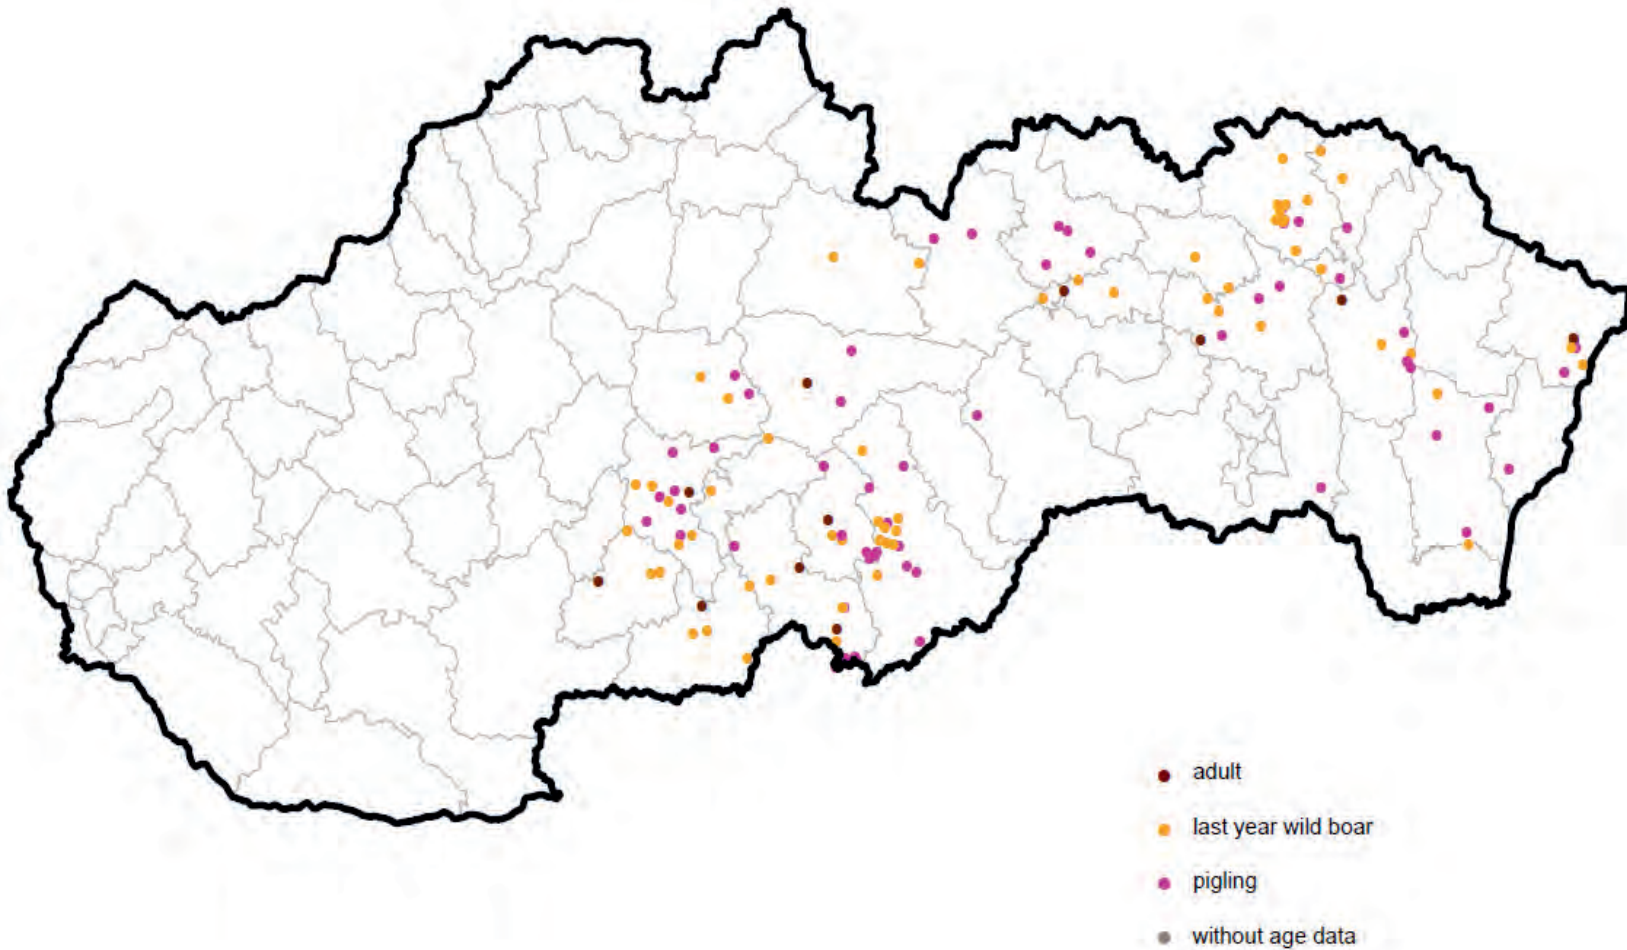 adult
last year wild boar
pigling
without age data